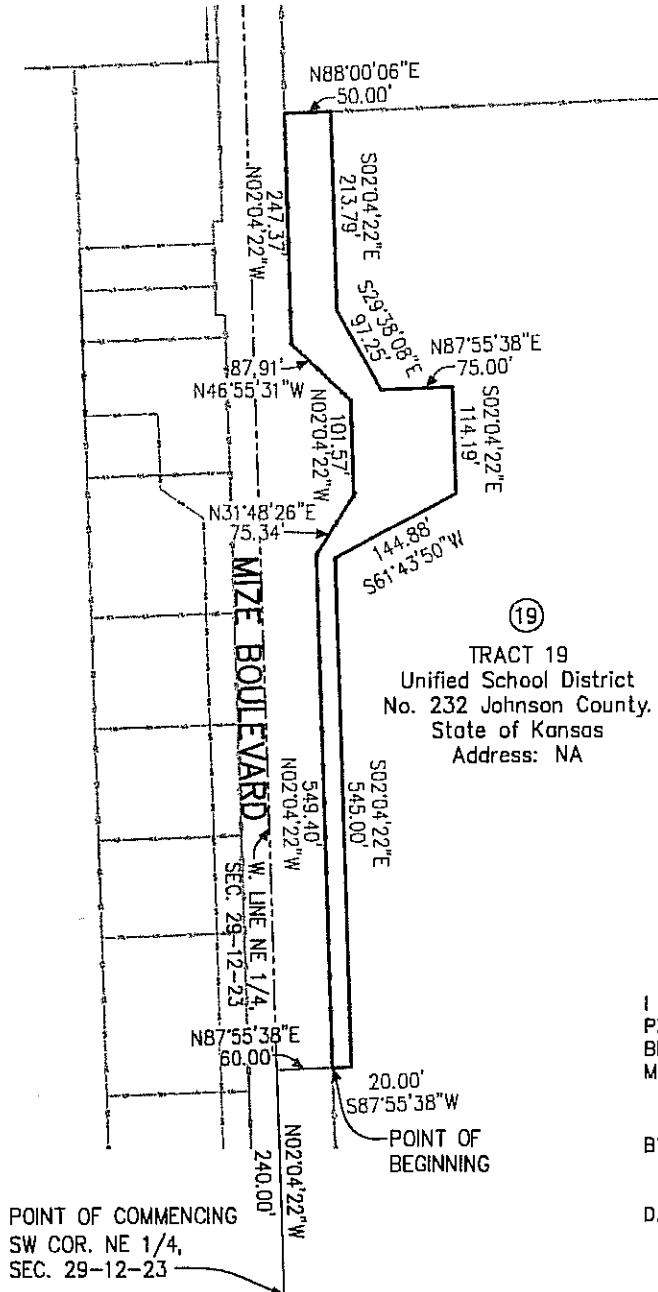 N88°00'06"E
50.00'
S02°04'22"E
213.79'
247.37'
N02°04'22"W
S29°38'08"E
97.25'
N87°55'38"E
75.00'
87.91'
N46°55'31"W
101.57'
N02°04'22"W
S02°04'22"E
114.19'
N31°48'26"E
75.34'
144.88'
S61°43'50"W
MIZE BOULEVARD
19
TRACT 19
Unified School District
No. 232 Johnson County.
State of Kansas
Address: NA
549.40'
N02°04'22"W
S02°04'22"E
545.00'
W. LINE NE 1/4,
SEC. 29-12-23
N87°55'38"E
60.00'
20.00'
S87°55'38"W
POINT OF
BEGINNING
N02°04'22"W
240.00'
POINT OF COMMENCING
SW COR. NE 1/4,
SEC. 29-12-23
I
B
M
B
D